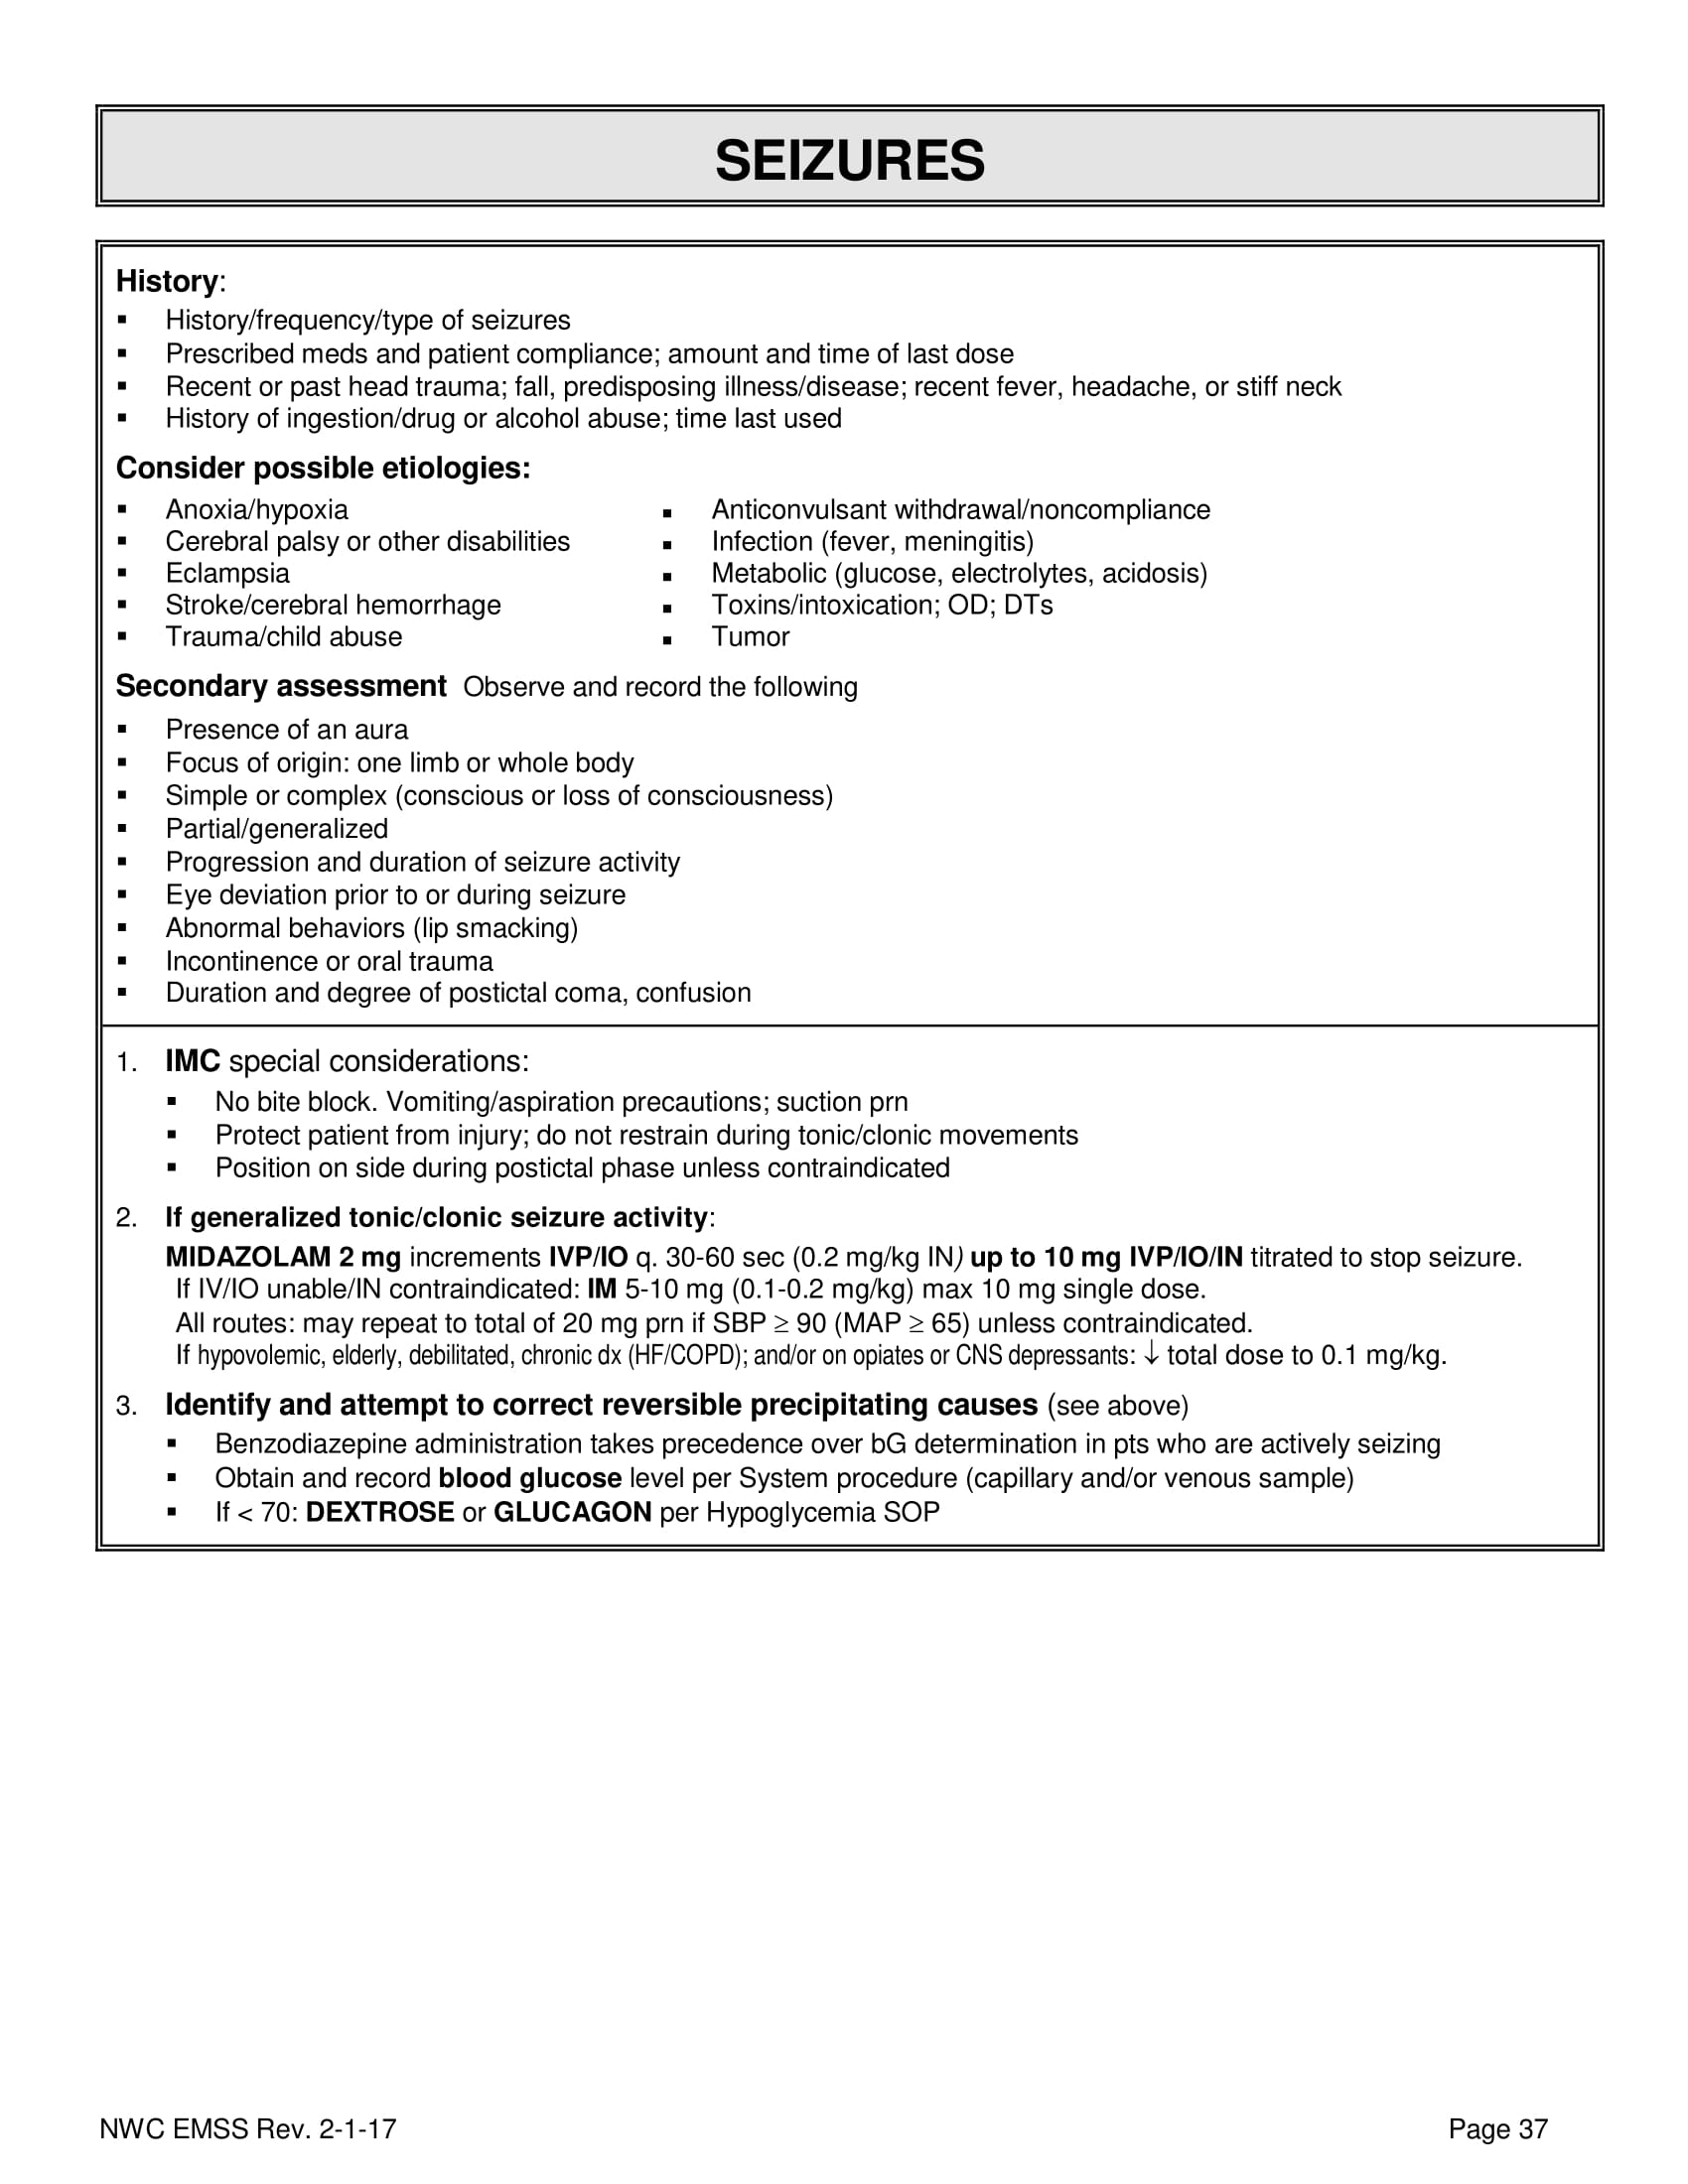 SEIZURES
History:
▪ History/frequency/type of seizures
▪ Prescribed meds and patient compliance; amount and time of last dose
▪ Recent or past head trauma; fall, predisposing illness/disease; recent fever, headache, or stiff neck
▪ History of ingestion/drug or alcohol abuse; time last used
Consider possible etiologies:
▪ Anoxia/hypoxia
▪ Cerebral palsy or other disabilities
▪ Eclampsia
▪ Stroke/cerebral hemorrhage
▪ Trauma/child abuse
▪ Anticonvulsant withdrawal/noncompliance
▪ Infection (fever, meningitis)
▪ Metabolic (glucose, electrolytes, acidosis)
▪ Toxins/intoxication; OD; DTs
▪ Tumor
Secondary assessment Observe and record the following
▪ Presence of an aura
▪ Focus of origin: one limb or whole body
▪ Simple or complex (conscious or loss of consciousness)
▪ Partial/generalized
▪ Progression and duration of seizure activity
▪ Eye deviation prior to or during seizure
▪ Abnormal behaviors (lip smacking)
▪ Incontinence or oral trauma
▪ Duration and degree of postictal coma, confusion
1. IMC special considerations:
▪ No bite block. Vomiting/aspiration precautions; suction prn
▪ Protect patient from injury; do not restrain during tonic/clonic movements
▪ Position on side during postictal phase unless contraindicated
2. If generalized tonic/clonic seizure activity:
MIDAZOLAM 2 mg increments IVP/IO q. 30-60 sec (0.2 mg/kg IN) up to 10 mg IVP/IO/IN titrated to stop seizure.
If IV/IO unable/IN contraindicated: IM 5-10 mg (0.1-0.2 mg/kg) max 10 mg single dose.
All routes: may repeat to total of 20 mg prn if SBP ≥ 90 (MAP ≥ 65) unless contraindicated.
If hypovolemic, elderly, debilitated, chronic dx (HF/COPD); and/or on opiates or CNS depressants: ↓ total dose to 0.1 mg/kg.
3. Identify and attempt to correct reversible precipitating causes (see above)
▪ Benzodiazepine administration takes precedence over bG determination in pts who are actively seizing
▪ Obtain and record blood glucose level per System procedure (capillary and/or venous sample)
▪ If < 70: DEXTROSE or GLUCAGON per Hypoglycemia SOP
NWC EMSS Rev. 2-1-17
Page 37